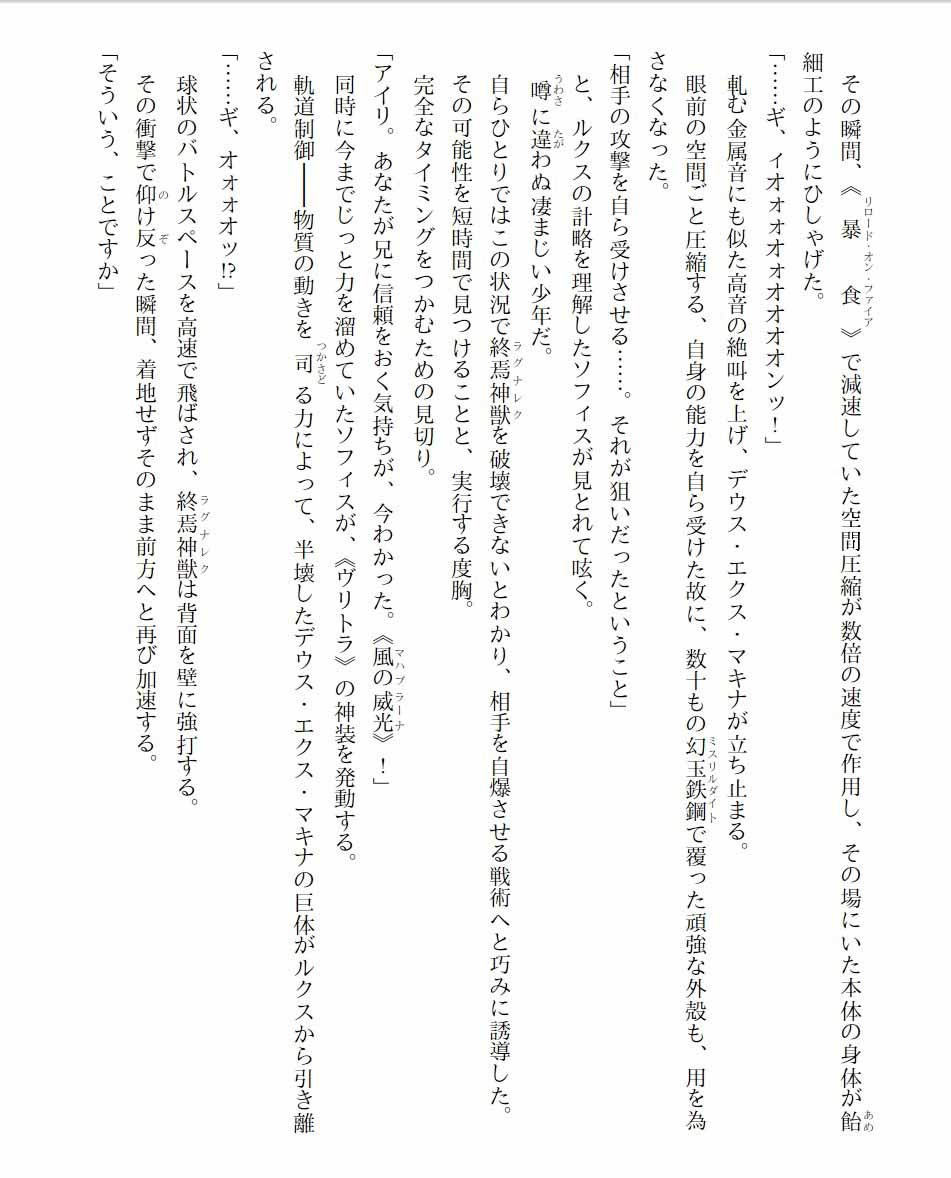 その瞬間、《暴食》で減速していた空間圧縮が数倍の速度で作用し、その場にいた本体の身体が飴
細工のようにひしゃげた。
「……ギ、ィオォォォオオオオンッ！」
軋む金属音にも似た高音の絶叫を上げ、デウス・エクス・マキナが立ち止まる。
眼前の空間ごと圧縮する、自身の能力を自ら受けた故に、数十もの幻玉鉄鋼で覆った頑強な外殻も、用を為
さなくなった。
「相手の攻撃を自ら受けさせる……。それが狙いだったということ」
と、ルクスの計略を理解したソフィスが見とれて呟く。
噂に違わぬ凄まじい少年だ。
自らひとりではこの状況で終焉神獣を破壊できないとわかり、相手を自爆させる戦術へと巧みに誘導した。
その可能性を短時間で見つけることと、実行する度胸。
完全なタイミングをつかむための見切り。
「アイリ。あなたが兄に信頼をおく気持ちが、今わかった。《風の威光》！」
同時に今までじっと力を溜めていたソフィスが、《ヴリトラ》の神装を発動する。
軌道制御――物質の動きを司る力によって、半壊したデウス・エクス・マキナの巨体がルクスから引き離
される。
「……ギ、オォォオッ!?」
球状のバトルスペースを高速で飛ばされ、終焉神獣は背面を壁に強打する。
その衝撃で仰け反った瞬間、着地せずそのまま前方へと再び加速する。
「そういう、ことですか」